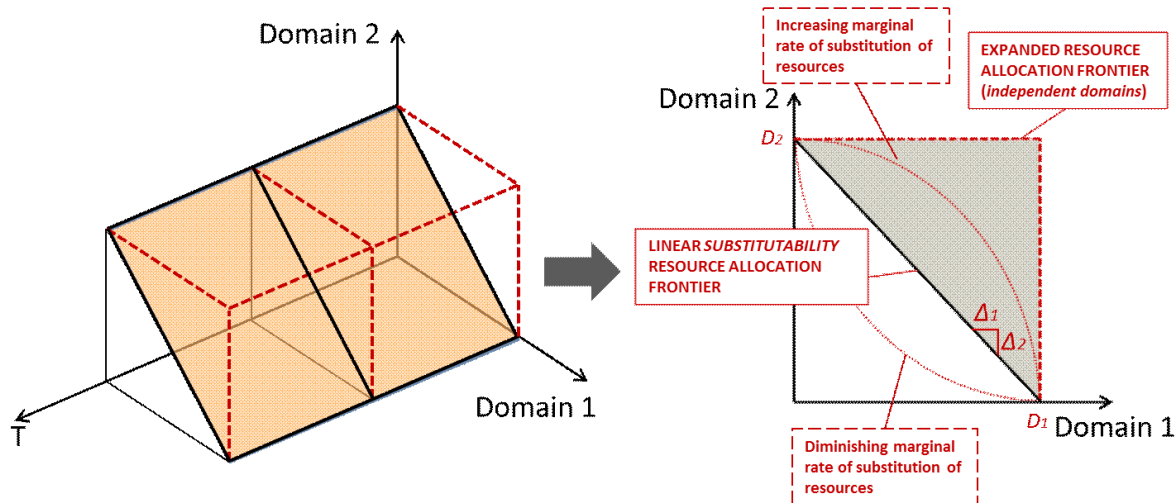 Domain 2
Domain 1
T
Increasing marginal
rate of substitution of
resources
EXPANDED RESOURCE
ALLOCATION FRONTIER
(independent domains)
Domain 2
D2
LINEAR SUBSTITUTABILITY
RESOURCE ALLOCATION
FRONTIER
Δ1
Δ2
D1
Domain 1
Diminishing marginal
rate of substitution of
resources